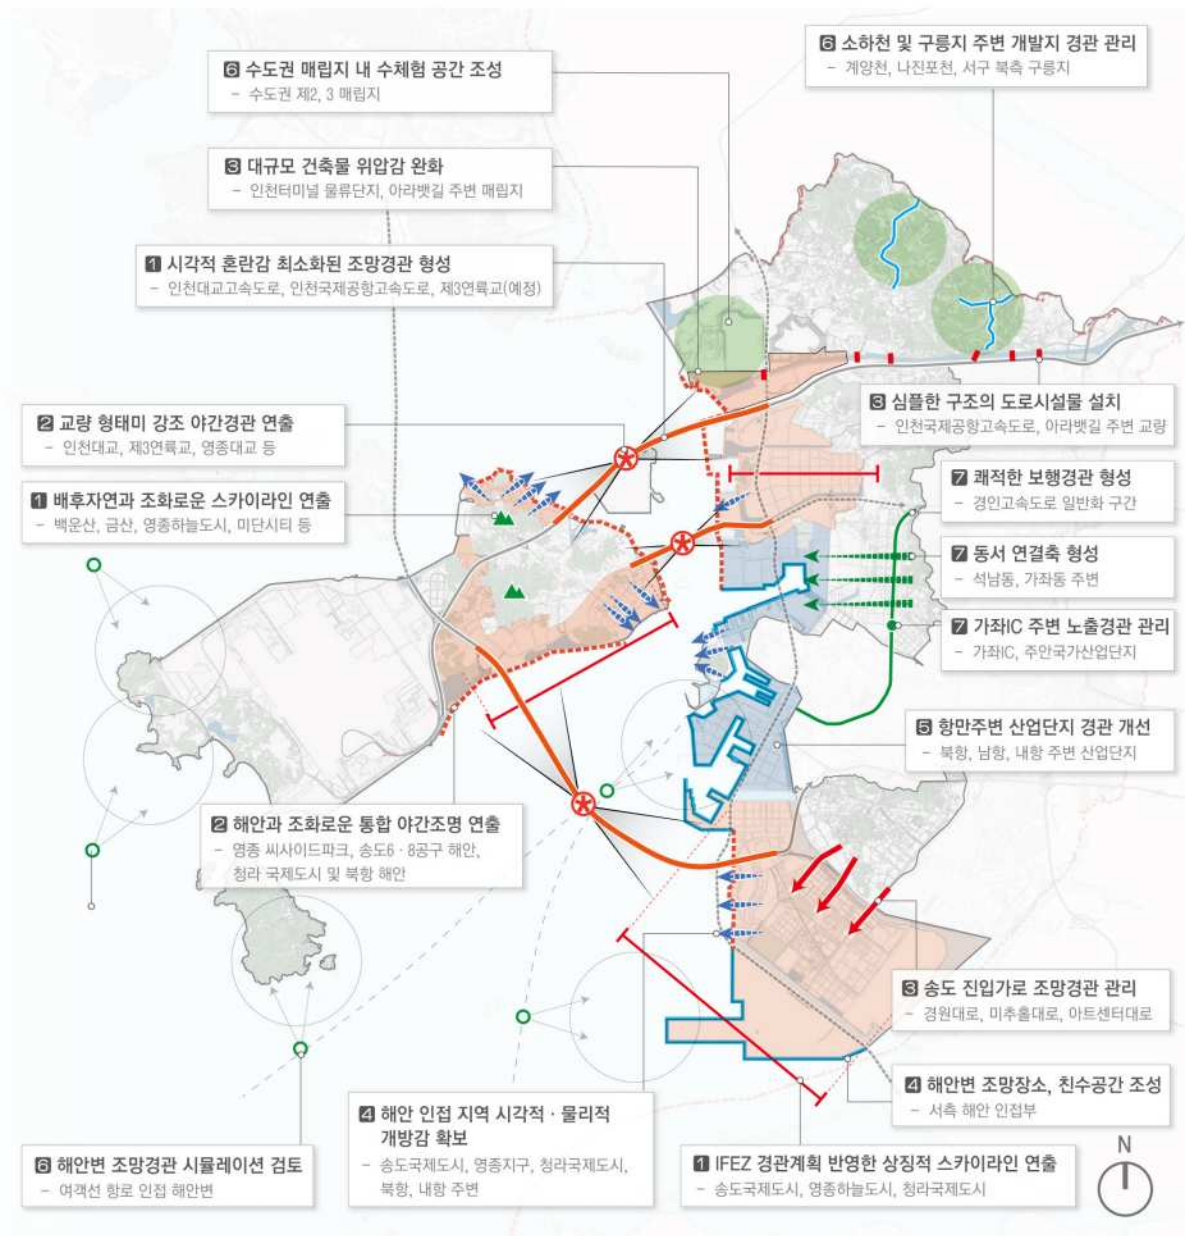 6 수도권 매립지 내 수체험 공간 조성
- 수도권 제2, 3 매립지
6 소하천 및 구릉지 주변 개발지 경관 관리
- 계양천, 나진포천, 서구 북측 구릉지
3 대규모 건축물 위압감 완화
- 인천터미널 물류단지, 아라뱃길 주변 매립지
1 시각적 혼란감 최소화된 조망경관 형성
- 인천대교고속도로, 인천국제공항고속도로, 제3연륙교(예정)
2 교량 형태미 강조 야간경관 연출
- 인천대교, 제3연륙교, 영종대교 등
3 심플한 구조의 도로시설물 설치
- 인천국제공항고속도로, 아라뱃길 주변 교량
1 배후자연과 조화로운 스카이라인 연출
- 백운산, 금산, 영종하늘도시, 미단시티 등
7 쾌적한 보행경관 형성
- 경인고속도로 일반화 구간
7 동서 연결축 형성
- 석남동, 가좌동 주변
7 가좌IC 주변 노출경관 관리
- 가좌IC, 주안국가산업단지
5 항만주변 산업단지 경관 개선
- 북항, 남항, 내항 주변 산업단지
2 해안과 조화로운 통합 야간조명 연출
- 영종 씨사이드파크, 송도6 · 8공구 해안,
청라 국제도시 및 북항 해안
3 송도 진입가로 조망경관 관리
- 경원대로, 미추홀대로, 아트센터대로
4 해안변 조망장소, 친수공간 조성
- 서측 해안 인접부
4 해안 인접 지역 시각적 · 물리적
개방감 확보
- 송도국제도시, 영종지구, 청라국제도시,
북항, 내항 주변
6 해안변 조망경관 시뮬레이션 검토
- 여객선 항로 인접 해안변
1 IFEZ 경관계획 반영한 상징적 스카이라인 연출
- 송도국제도시, 영종하늘도시, 청라국제도시
N